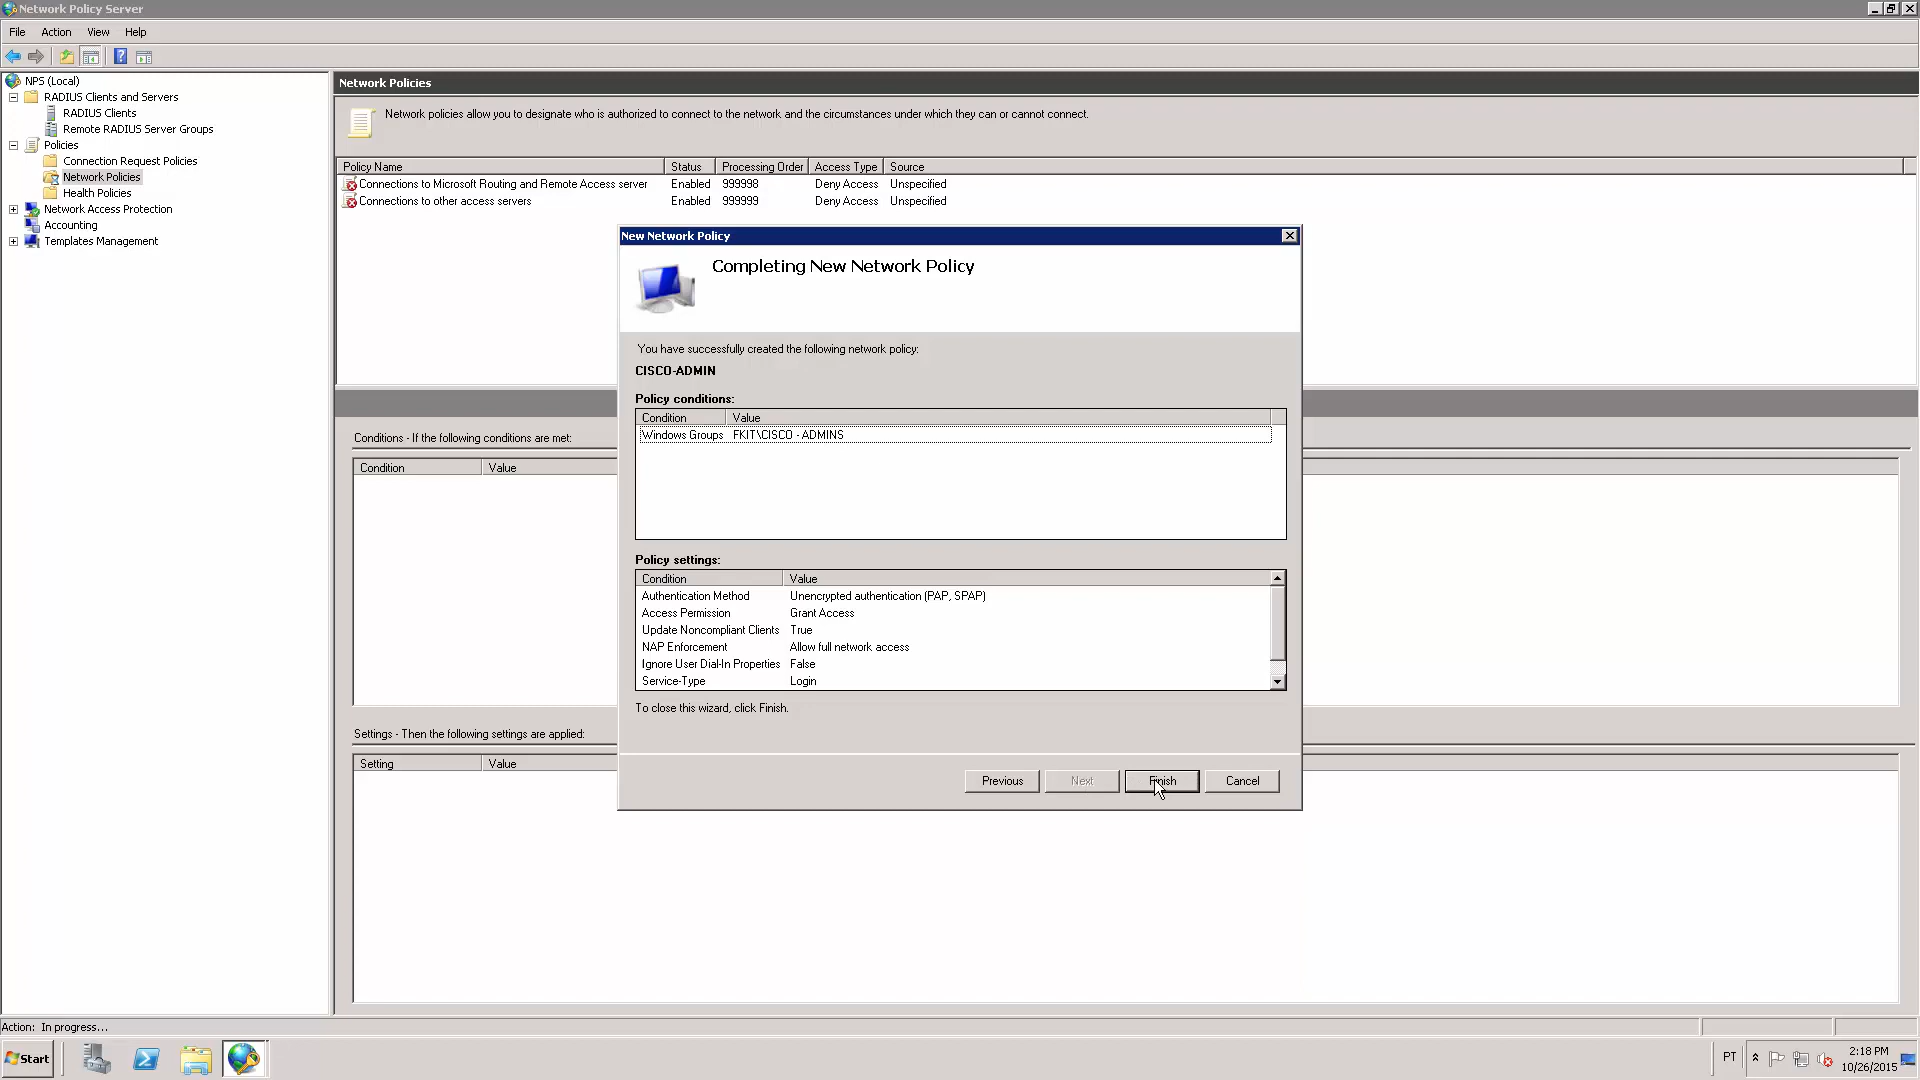 Network Policy Server
File Action View Help
NPS (Local)
RADIUS Clients and Servers
RADIUS Clients
Remote RADIUS Server Groups
Policies
Connection Request Policies
Network Policies
Health Policies
Network Access Protection
Accounting
Templates Management
Network Policies
Network policies allow you to designate who is authorized to connect to the network and the circumstances under which they can or cannot connect.
Policy Name Status Processing Order Access Type Source
Connections to Microsoft Routing and Remote Access server Enabled 999998 Deny Access Unspecified
Connections to other access servers Enabled 999999 Deny Access Unspecified
Conditions - If the following conditions are met:
Condition Value
Settings - Then the following settings are applied:
Setting Value
New Network Policy
Completing New Network Policy
You have successfully created the following network policy:
CISCO-ADMIN
Policy conditions:
Condition Value
Windows Groups FKIT\CISCO - ADMINS
Policy settings:
Condition Value
Authentication Method Unencrypted authentication (PAP, SPAP)
Access Permission Grant Access
Update Noncompliant Clients True
NAP Enforcement Allow full network access
Ignore User Dial-In Properties False
Service-Type Login
To close this wizard, click Finish.
Previous Next Finish Cancel
Action: In progress...
Start
PT
2:18 PM
10/26/2015